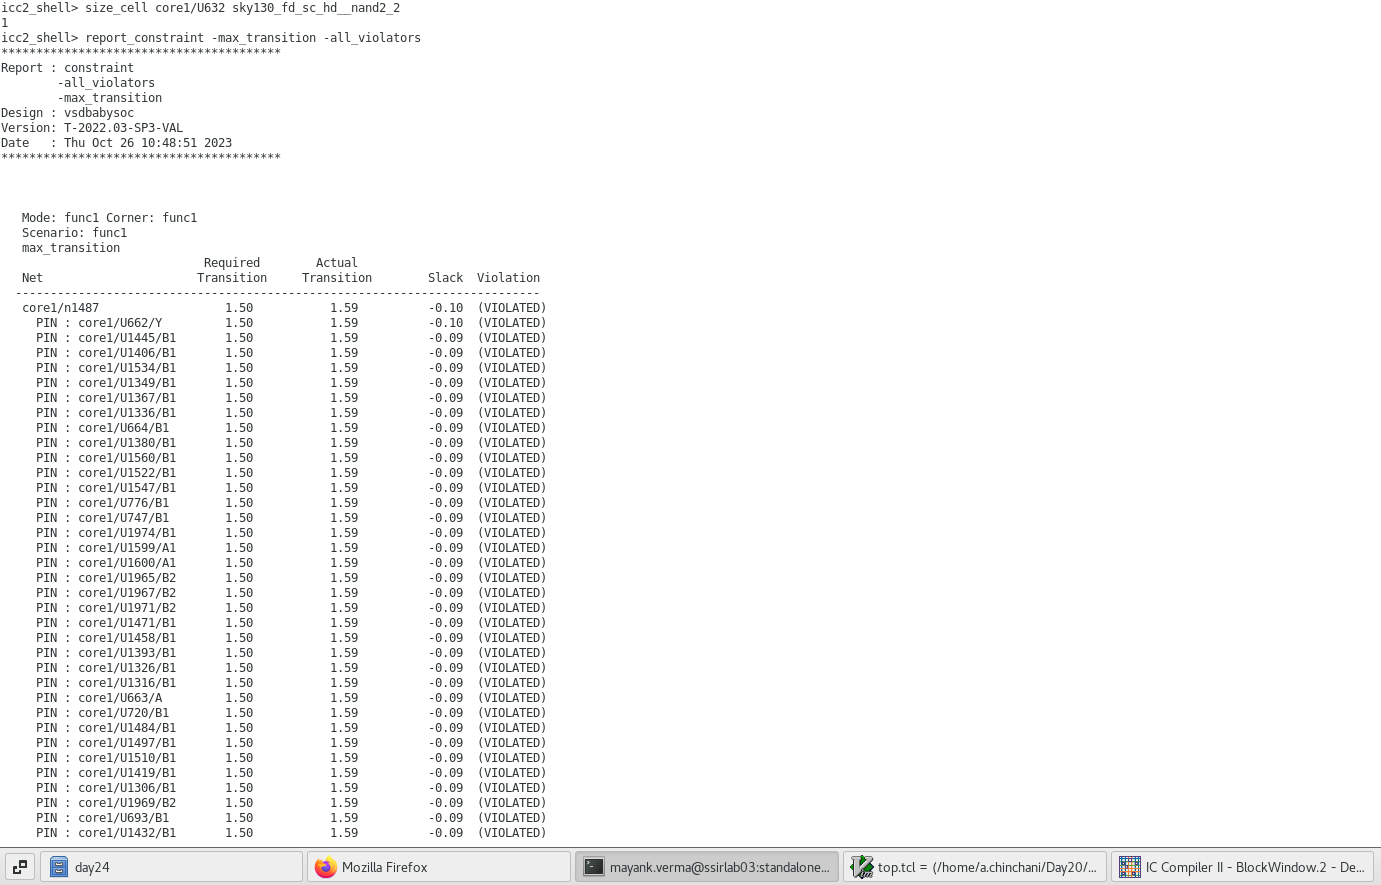 icc2_shell> size_cell core1/U632 sky130_fd_sc_hd__nand2_2
1
icc2_shell> report_constraint -max_transition -all_violators
****************************************
Report : constraint
        -all_violators
        -max_transition
Design : vsdbabysoc
Version: T-2022.03-SP3-VAL
Date   : Thu Oct 26 10:48:51 2023
****************************************
   Mode: func1 Corner: func1
   Scenario: func1
   max_transition
                             Required        Actual
   Net                      Transition     Transition        Slack  Violation
  ---------------------------------------------------------------------------
   core1/n1487                  1.50           1.59          -0.10  (VIOLATED)
     PIN : core1/U662/Y         1.50           1.59          -0.10  (VIOLATED)
     PIN : core1/U1445/B1       1.50           1.59          -0.09  (VIOLATED)
     PIN : core1/U1406/B1       1.50           1.59          -0.09  (VIOLATED)
     PIN : core1/U1534/B1       1.50           1.59          -0.09  (VIOLATED)
     PIN : core1/U1349/B1       1.50           1.59          -0.09  (VIOLATED)
     PIN : core1/U1367/B1       1.50           1.59          -0.09  (VIOLATED)
     PIN : core1/U1336/B1       1.50           1.59          -0.09  (VIOLATED)
     PIN : core1/U664/B1        1.50           1.59          -0.09  (VIOLATED)
     PIN : core1/U1380/B1       1.50           1.59          -0.09  (VIOLATED)
     PIN : core1/U1560/B1       1.50           1.59          -0.09  (VIOLATED)
     PIN : core1/U1522/B1       1.50           1.59          -0.09  (VIOLATED)
     PIN : core1/U1547/B1       1.50           1.59          -0.09  (VIOLATED)
     PIN : core1/U776/B1        1.50           1.59          -0.09  (VIOLATED)
     PIN : core1/U747/B1        1.50           1.59          -0.09  (VIOLATED)
     PIN : core1/U1974/B1       1.50           1.59          -0.09  (VIOLATED)
     PIN : core1/U1599/A1       1.50           1.59          -0.09  (VIOLATED)
     PIN : core1/U1600/A1       1.50           1.59          -0.09  (VIOLATED)
     PIN : core1/U1965/B2       1.50           1.59          -0.09  (VIOLATED)
     PIN : core1/U1967/B2       1.50           1.59          -0.09  (VIOLATED)
     PIN : core1/U1971/B2       1.50           1.59          -0.09  (VIOLATED)
     PIN : core1/U1471/B1       1.50           1.59          -0.09  (VIOLATED)
     PIN : core1/U1458/B1       1.50           1.59          -0.09  (VIOLATED)
     PIN : core1/U1393/B1       1.50           1.59          -0.09  (VIOLATED)
     PIN : core1/U1326/B1       1.50           1.59          -0.09  (VIOLATED)
     PIN : core1/U1316/B1       1.50           1.59          -0.09  (VIOLATED)
     PIN : core1/U663/A         1.50           1.59          -0.09  (VIOLATED)
     PIN : core1/U720/B1        1.50           1.59          -0.09  (VIOLATED)
     PIN : core1/U1484/B1       1.50           1.59          -0.09  (VIOLATED)
     PIN : core1/U1497/B1       1.50           1.59          -0.09  (VIOLATED)
     PIN : core1/U1510/B1       1.50           1.59          -0.09  (VIOLATED)
     PIN : core1/U1419/B1       1.50           1.59          -0.09  (VIOLATED)
     PIN : core1/U1306/B1       1.50           1.59          -0.09  (VIOLATED)
     PIN : core1/U1969/B2       1.50           1.59          -0.09  (VIOLATED)
     PIN : core1/U693/B1        1.50           1.59          -0.09  (VIOLATED)
     PIN : core1/U1432/B1       1.50           1.59          -0.09  (VIOLATED)
day24 Mozilla Firefox mayank.verma@ssirlab03:standalone... top.tcl = (/home/a.chinchani/Day20/... IC Compiler II - BlockWindow.2 - De...